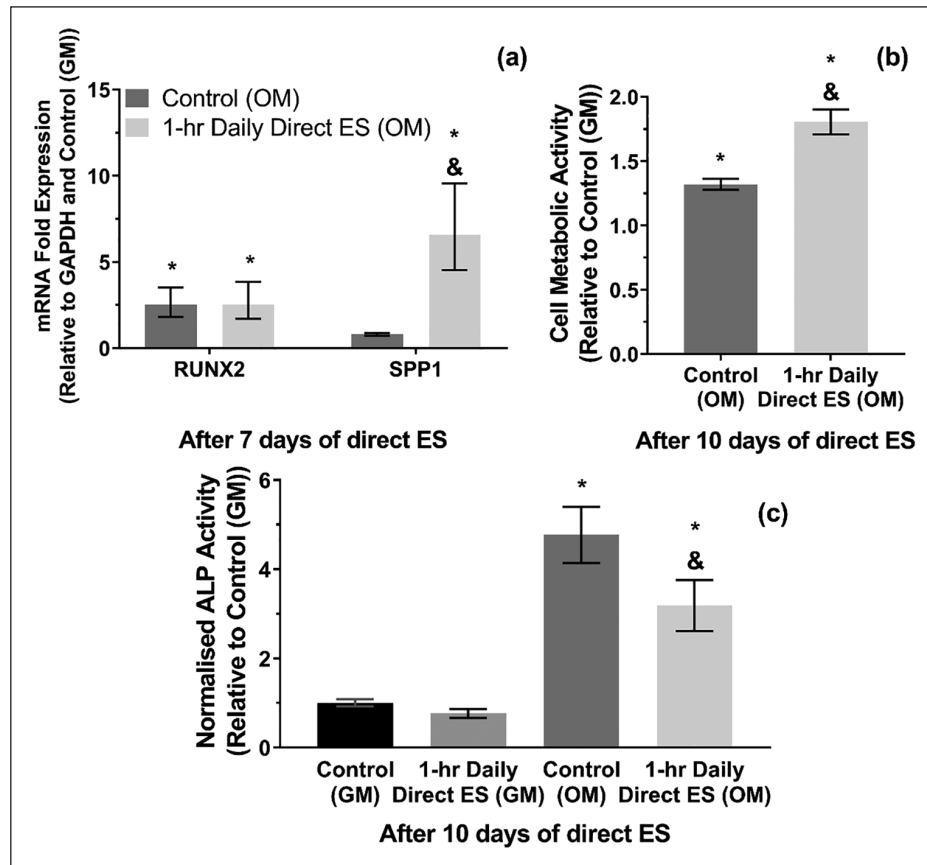 (a)
mRNA Fold Expression
(Relative to GAPDH and Control (GM))
15
10
5
0
Control (OM)
1-hr Daily Direct ES (OM)
*
*
*
&
RUNX2
SPP1
After 7 days of direct ES
(b)
Cell Metabolic Activity
(Relative to Control (GM))
2.0
1.5
1.0
0.5
0.0
*
*
&
Control
(OM)
1-hr Daily
Direct ES (OM)
After 10 days of direct ES
(c)
Normalised ALP Activity
(Relative to Control (GM))
6
4
2
0
*
*
&
Control
(GM)
1-hr Daily
Direct ES (GM)
Control
(OM)
1-hr Daily
Direct ES (OM)
After 10 days of direct ES